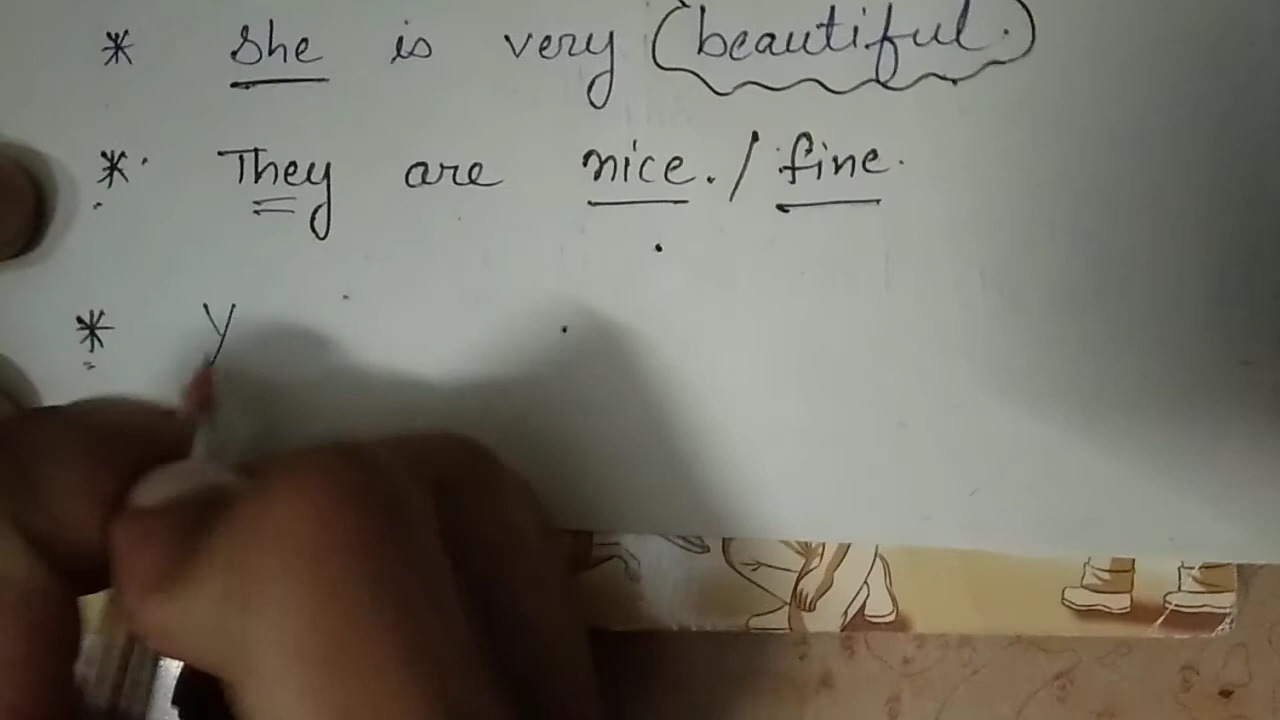 * She is very (beautiful.)
* They are nice. / fine.
* Y